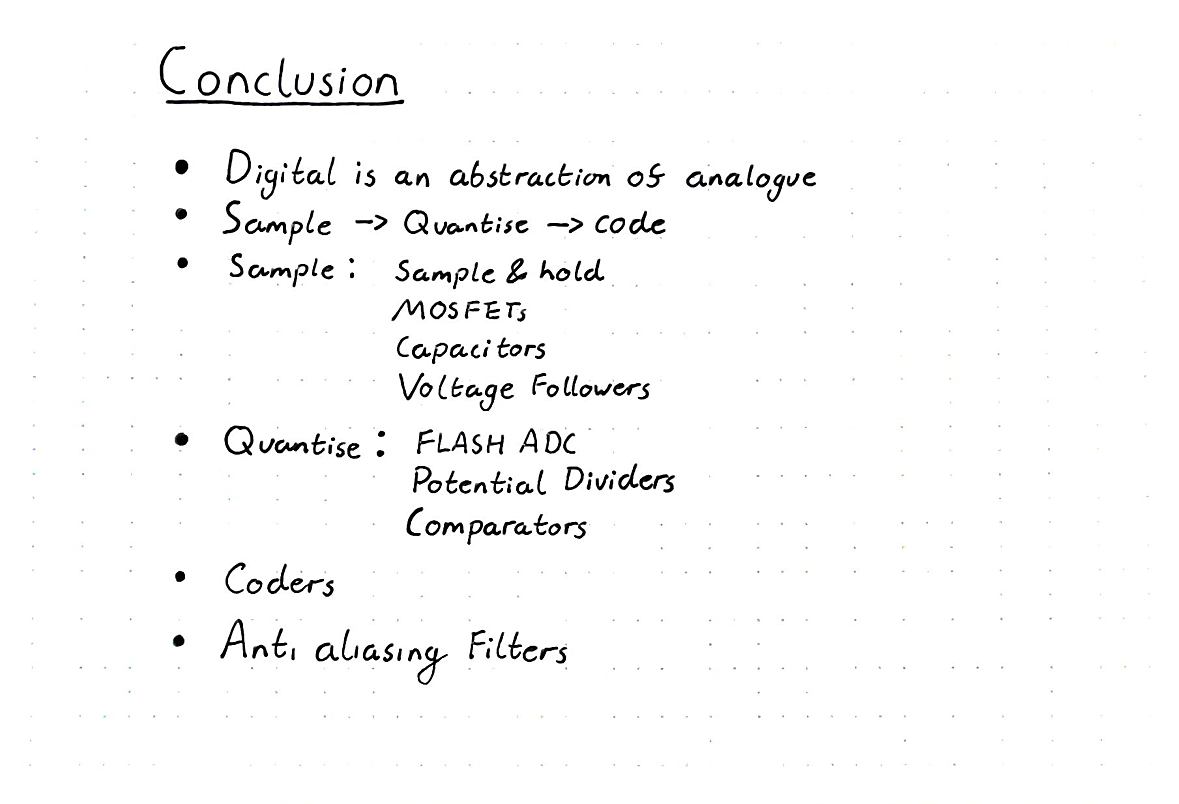 Conclusion
• Digital is an abstraction of analogue
• Sample -> Quantise -> code
• Sample: Sample & hold
MOSFETs
Capacitors
Voltage Followers
• Quantise: FLASH ADC
Potential Dividers
Comparators
• Coders
• Anti aliasing Filters